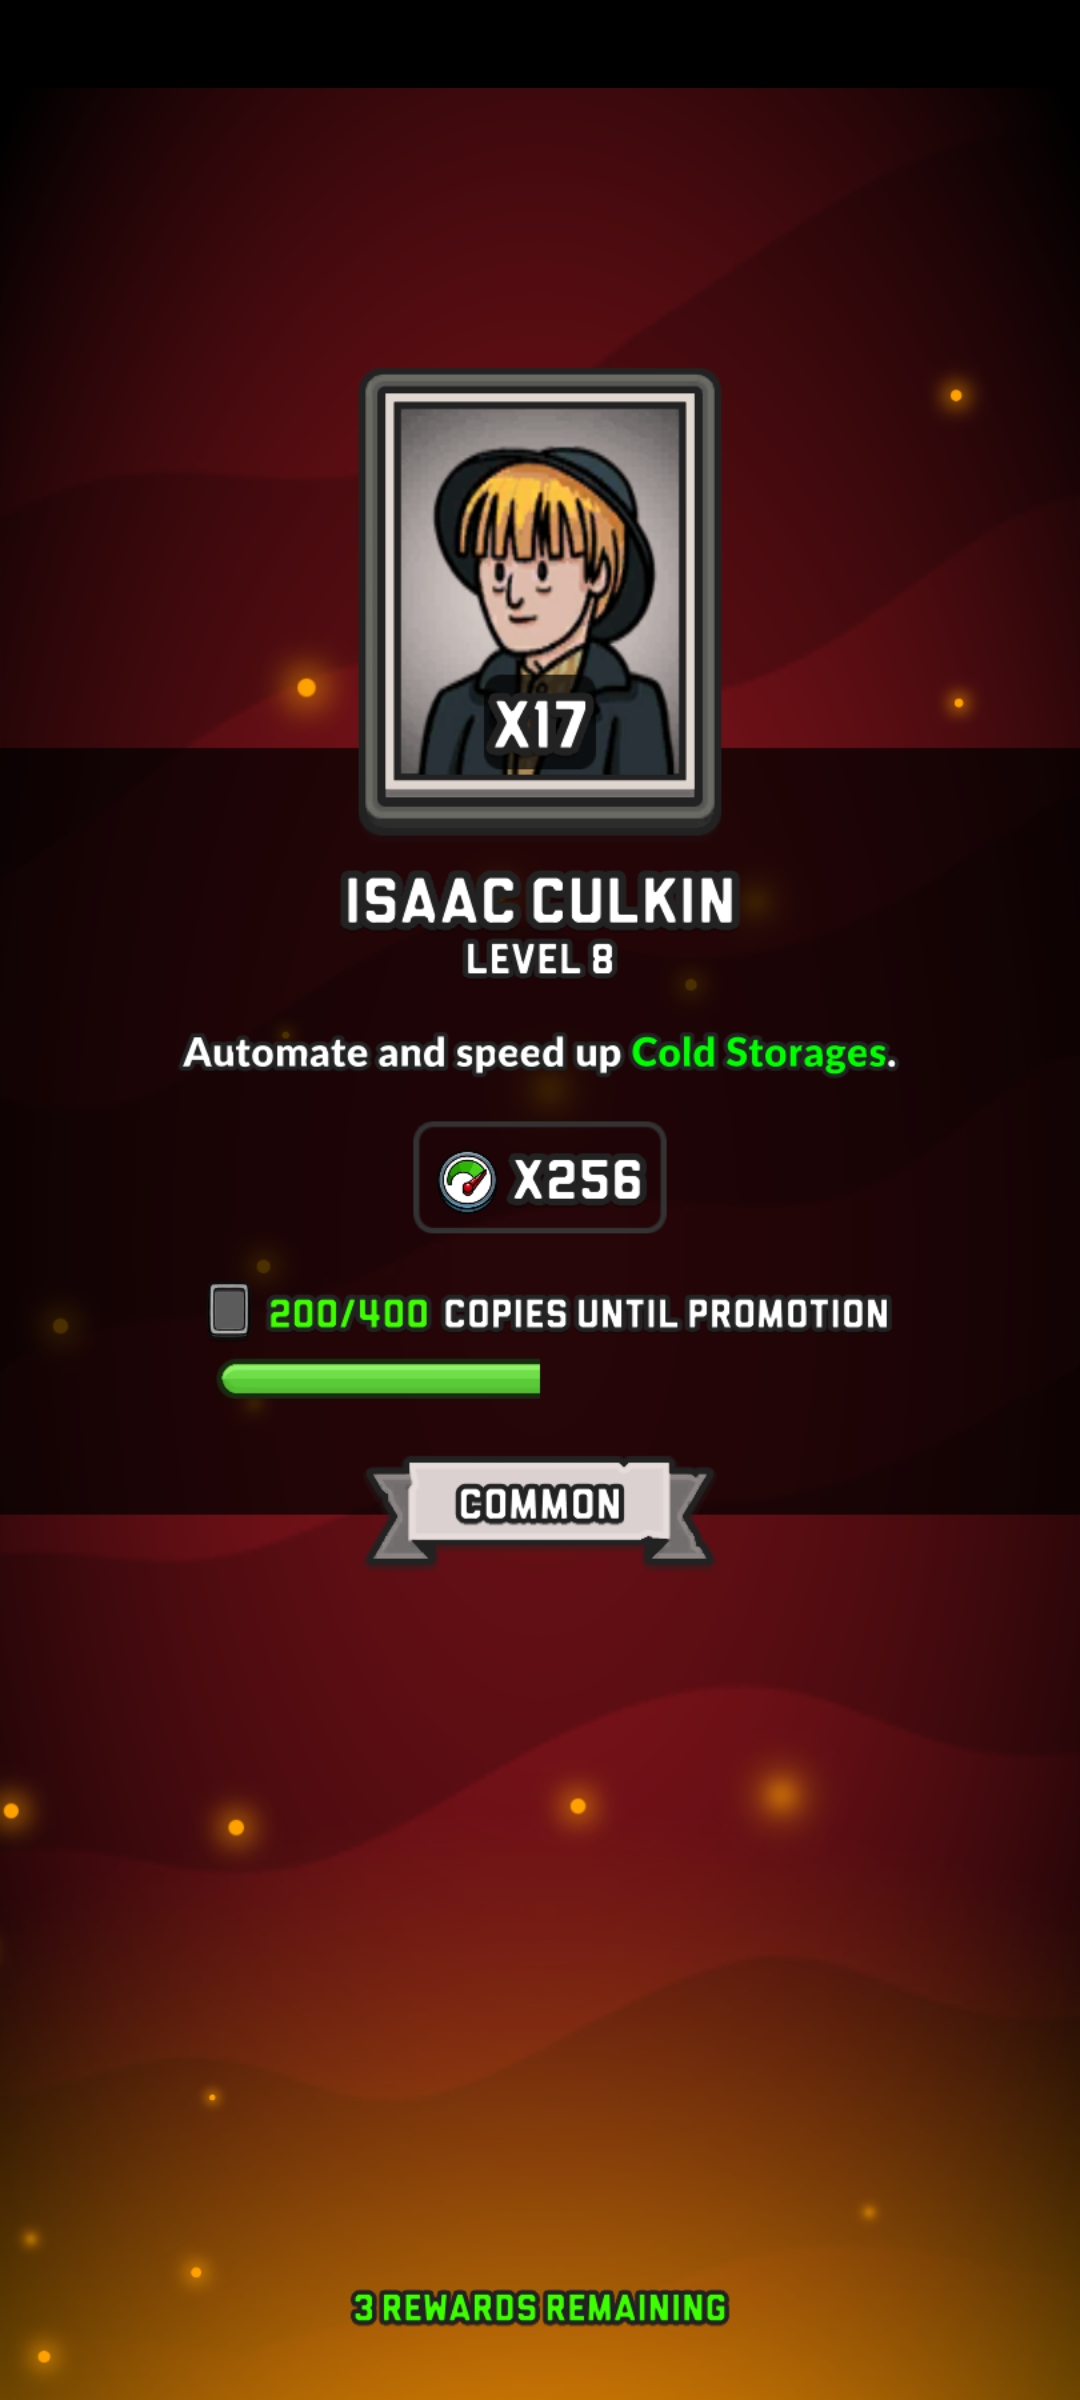 X17
ISAAC CULKIN
LEVEL 8
Automate and speed up Cold Storages.
X256
200/400 COPIES UNTIL PROMOTION
COMMON
3 REWARDS REMAINING